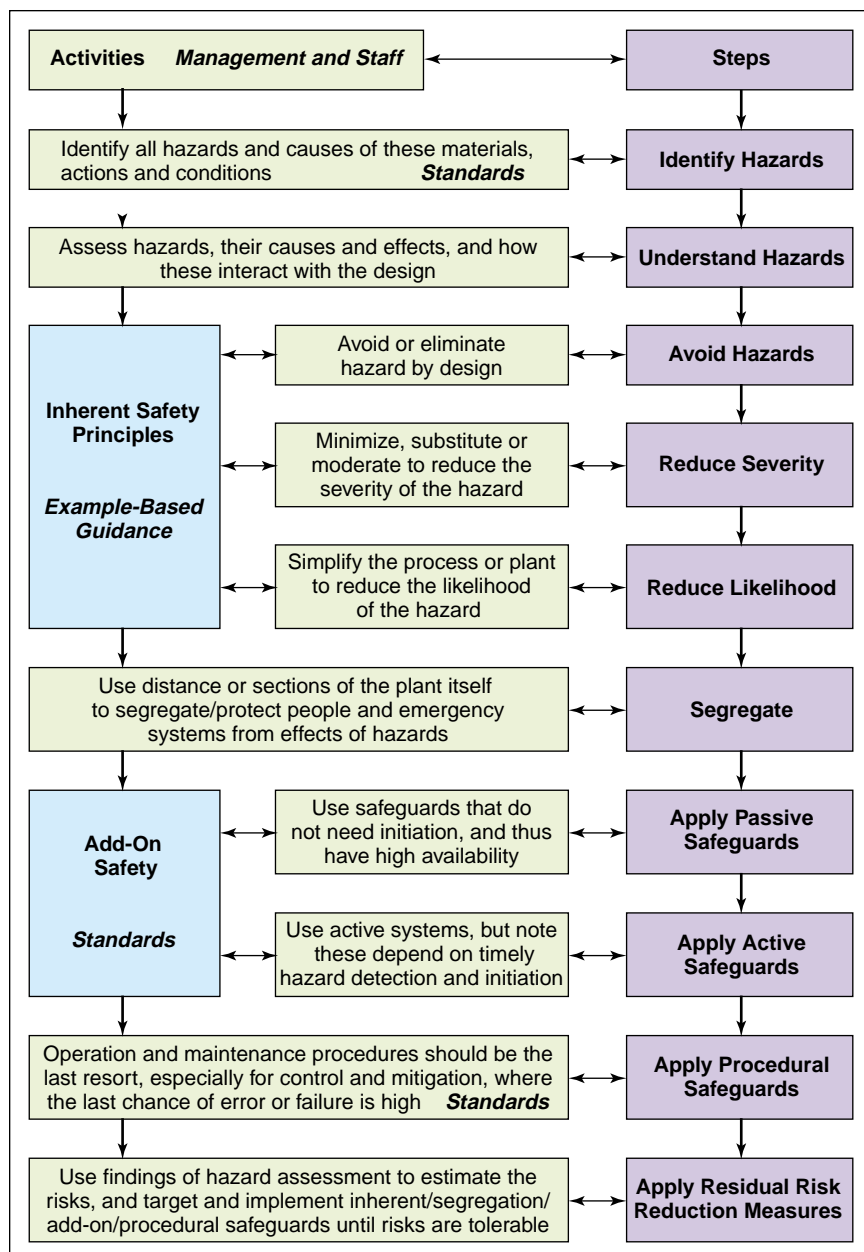 Activities Management and Staff
Steps
Identify all hazards and causes of these materials,
actions and conditions Standards
Identify Hazards
Assess hazards, their causes and effects, and how
these interact with the design
Understand Hazards
Inherent Safety
Principles
Example-Based
Guidance
Avoid or eliminate
hazard by design
Avoid Hazards
Minimize, substitute or
moderate to reduce the
severity of the hazard
Reduce Severity
Simplify the process or plant
to reduce the likelihood
of the hazard
Reduce Likelihood
Use distance or sections of the plant itself
to segregate/protect people and emergency
systems from effects of hazards
Segregate
Add-On
Safety
Standards
Use safeguards that do
not need initiation, and thus
have high availability
Apply Passive
Safeguards
Use active systems, but note
these depend on timely
hazard detection and initiation
Apply Active
Safeguards
Operation and maintenance procedures should be the
last resort, especially for control and mitigation, where
the last chance of error or failure is high Standards
Apply Procedural
Safeguards
Use findings of hazard assessment to estimate the
risks, and target and implement inherent/segregation/
add-on/procedural safeguards until risks are tolerable
Apply Residual Risk
Reduction Measures